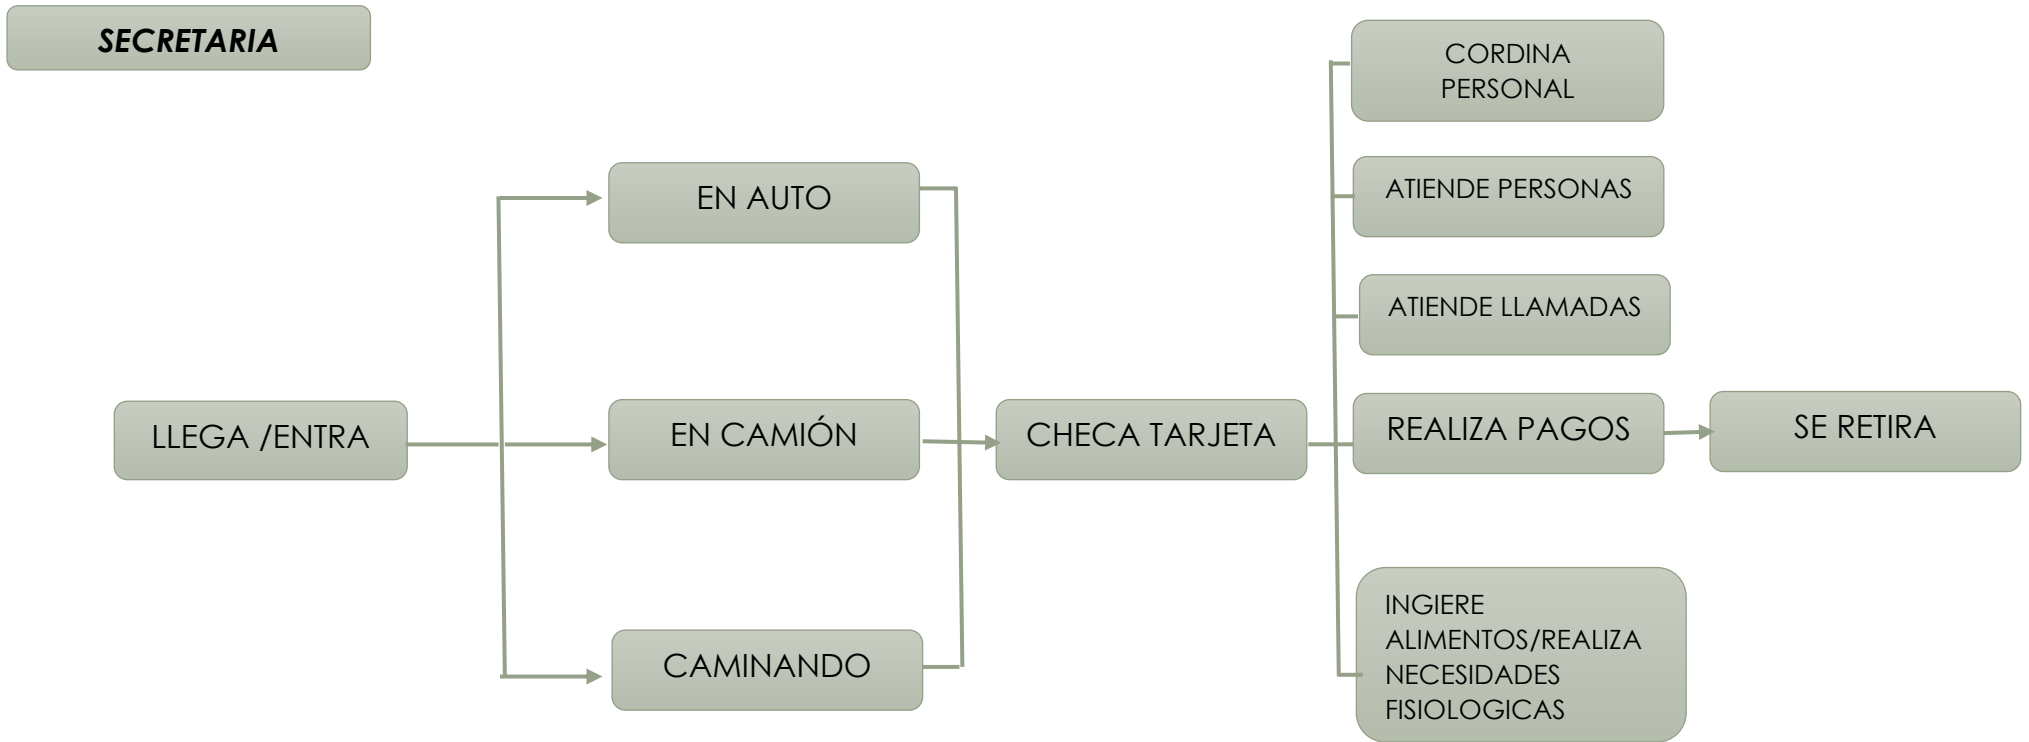 SECRETARIA
LLEGA /ENTRA
EN AUTO
EN CAMIÓN
CAMINANDO
CHECA TARJETA
CORDINA
PERSONAL
ATIENDE PERSONAS
ATIENDE LLAMADAS
REALIZA PAGOS
INGIERE
ALIMENTOS/REALIZA
NECESIDADES
FISIOLOGICAS
SE RETIRA